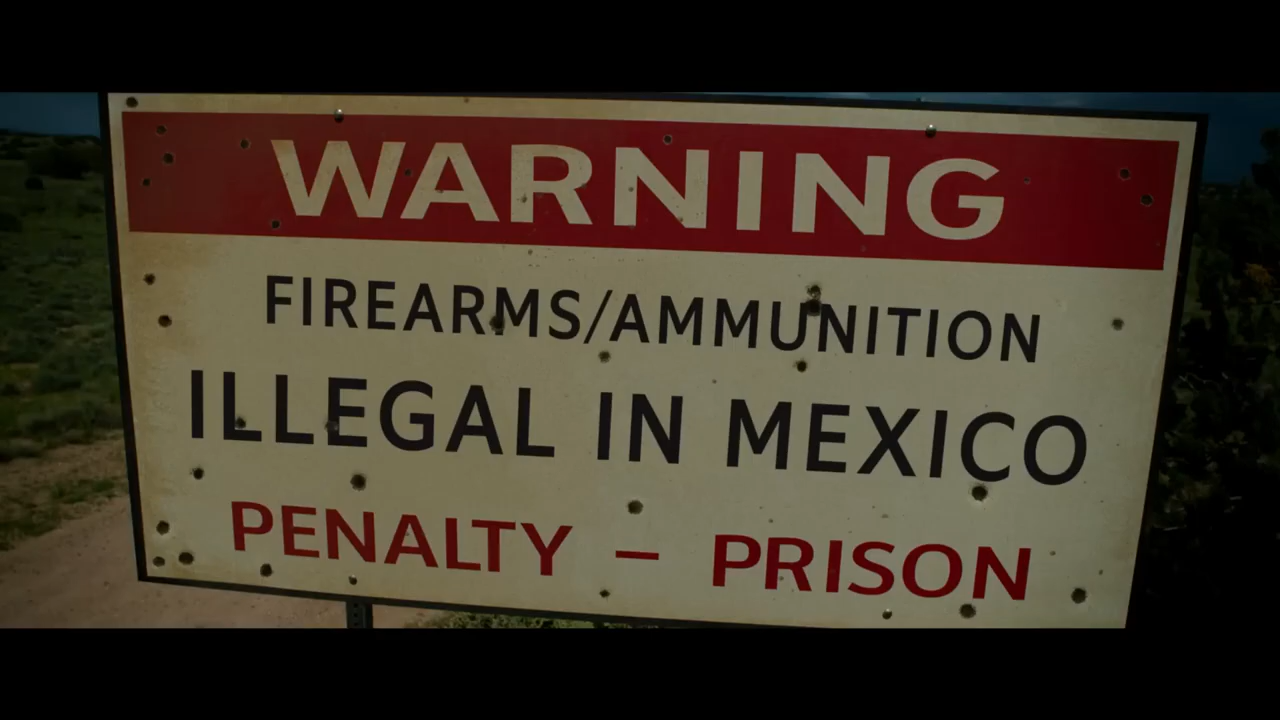 WARNING
FIREARMS/AMMUNITION
ILLEGAL IN MEXICO
PENALTY – PRISON